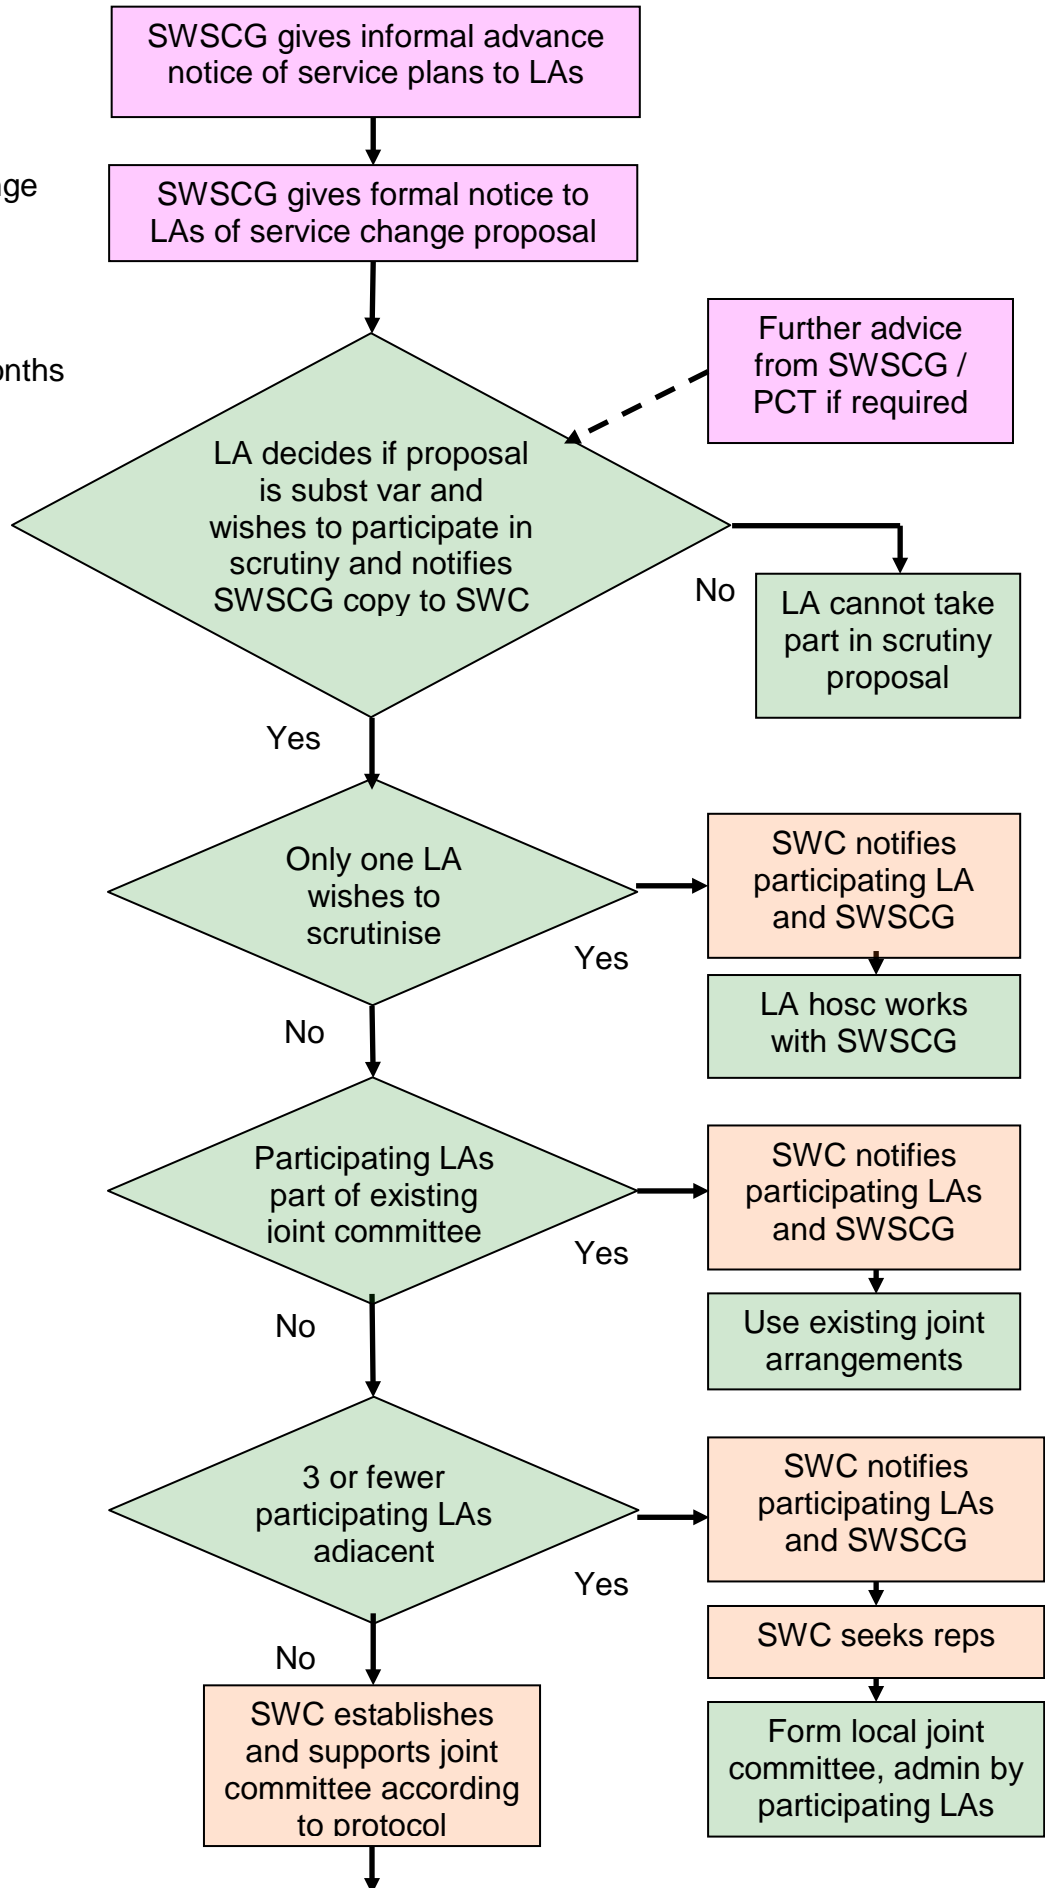 SWSCG gives informal advance
notice of service plans to LAs
nge
SWSCG gives formal notice to
LAs of service change proposal
onths
Further advice
from SWSCG /
PCT if required
LA decides if proposal
is subst var and
wishes to participate in
scrutiny and notifies
SWSCG copy to SWC
No
LA cannot take
part in scrutiny
proposal
Yes
Only one LA
wishes to
scrutinise
Yes
SWC notifies
participating LA
and SWSCG
LA hosc works
with SWSCG
No
Participating LAs
part of existing
joint committee
Yes
SWC notifies
participating LAs
and SWSCG
Use existing joint
arrangements
No
3 or fewer
participating LAs
adjacent
Yes
SWC notifies
participating LAs
and SWSCG
SWC seeks reps
Form local joint
committee, admin by
participating LAs
No
SWC establishes
and supports joint
committee according
to protocol